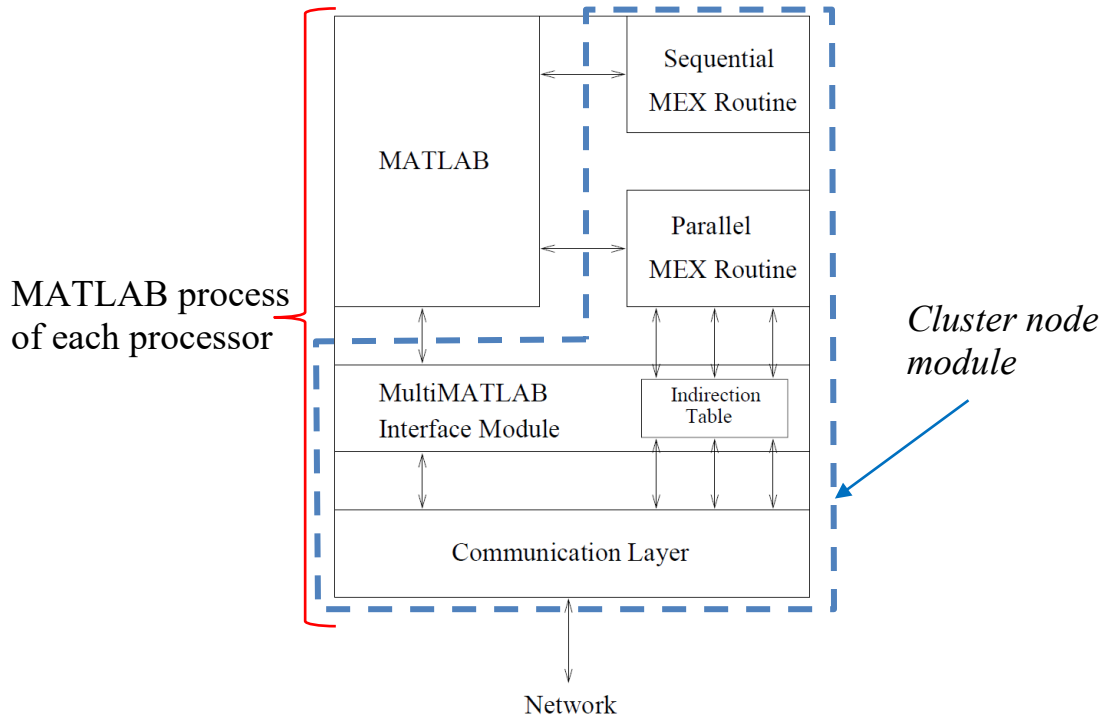 Sequential
MEX Routine
MATLAB
Parallel
MEX Routine
MATLAB process
of each processor
Cluster node
module
MultiMATLAB
Interface Module
Indirection
Table
Communication Layer
Network